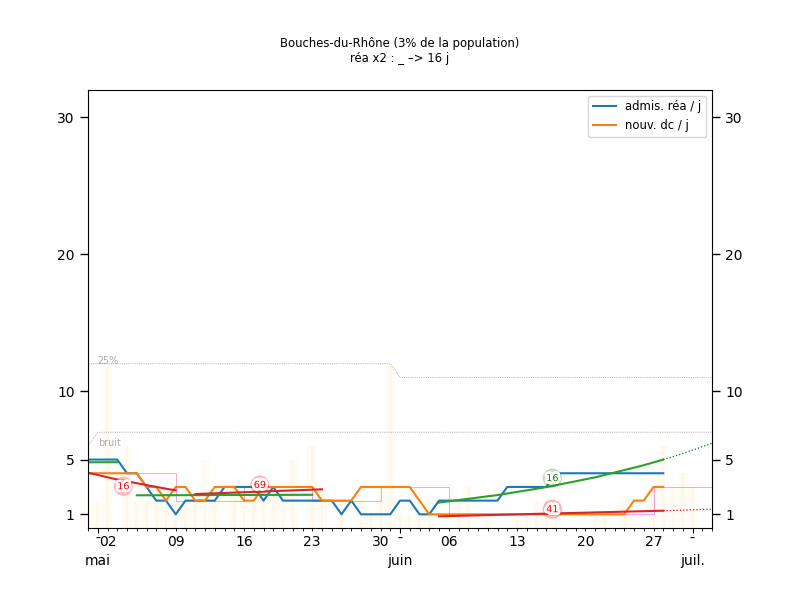 Bouches-du-Rhône (3% de la population)
réa x2 : _ –> 16 j
admis. réa / j
nouv. dc / j
30 30
20 20
10 10
5 5
1 1
25%
bruit
16
69
16
41
02 09 16 23 30 06 13 20 27
mai juin juil.